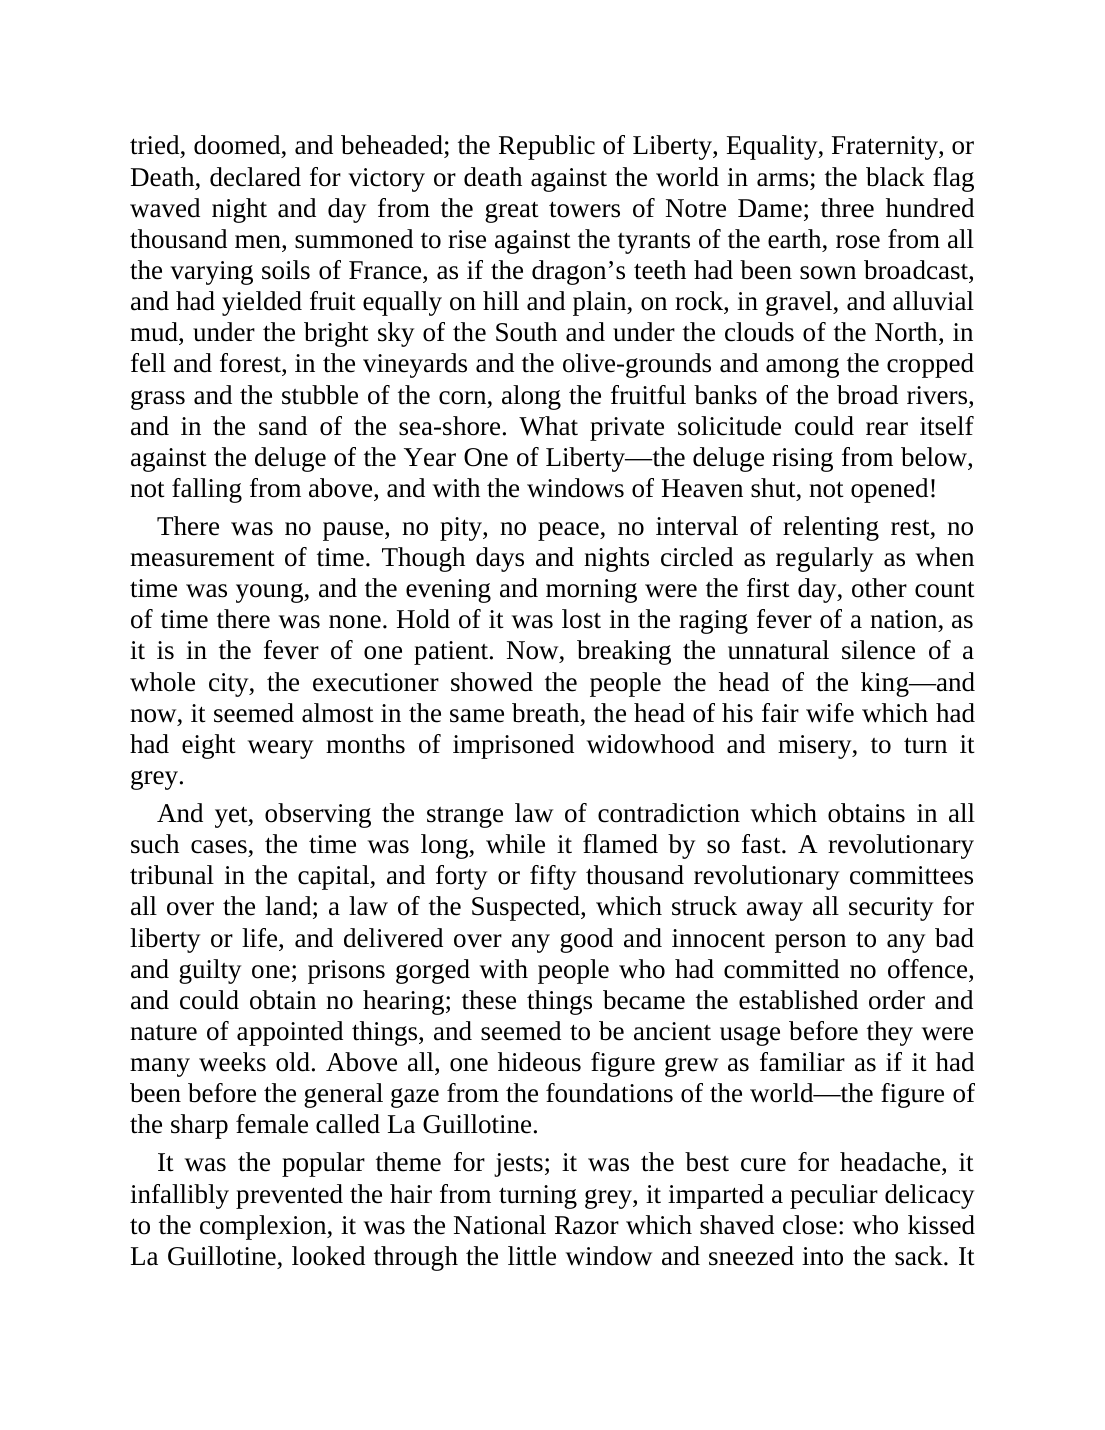 tried, doomed, and beheaded; the Republic of Liberty, Equality, Fraternity, or
Death, declared for victory or death against the world in arms; the black flag
waved night and day from the great towers of Notre Dame; three hundred
thousand men, summoned to rise against the tyrants of the earth, rose from all
the varying soils of France, as if the dragon’s teeth had been sown broadcast,
and had yielded fruit equally on hill and plain, on rock, in gravel, and alluvial
mud, under the bright sky of the South and under the clouds of the North, in
fell and forest, in the vineyards and the olive-grounds and among the cropped
grass and the stubble of the corn, along the fruitful banks of the broad rivers,
and in the sand of the sea-shore. What private solicitude could rear itself
against the deluge of the Year One of Liberty—the deluge rising from below,
not falling from above, and with the windows of Heaven shut, not opened!
There was no pause, no pity, no peace, no interval of relenting rest, no
measurement of time. Though days and nights circled as regularly as when
time was young, and the evening and morning were the first day, other count
of time there was none. Hold of it was lost in the raging fever of a nation, as
it is in the fever of one patient. Now, breaking the unnatural silence of a
whole city, the executioner showed the people the head of the king—and
now, it seemed almost in the same breath, the head of his fair wife which had
had eight weary months of imprisoned widowhood and misery, to turn it
grey.
And yet, observing the strange law of contradiction which obtains in all
such cases, the time was long, while it flamed by so fast. A revolutionary
tribunal in the capital, and forty or fifty thousand revolutionary committees
all over the land; a law of the Suspected, which struck away all security for
liberty or life, and delivered over any good and innocent person to any bad
and guilty one; prisons gorged with people who had committed no offence,
and could obtain no hearing; these things became the established order and
nature of appointed things, and seemed to be ancient usage before they were
many weeks old. Above all, one hideous figure grew as familiar as if it had
been before the general gaze from the foundations of the world—the figure of
the sharp female called La Guillotine.
It was the popular theme for jests; it was the best cure for headache, it
infallibly prevented the hair from turning grey, it imparted a peculiar delicacy
to the complexion, it was the National Razor which shaved close: who kissed
La Guillotine, looked through the little window and sneezed into the sack. It